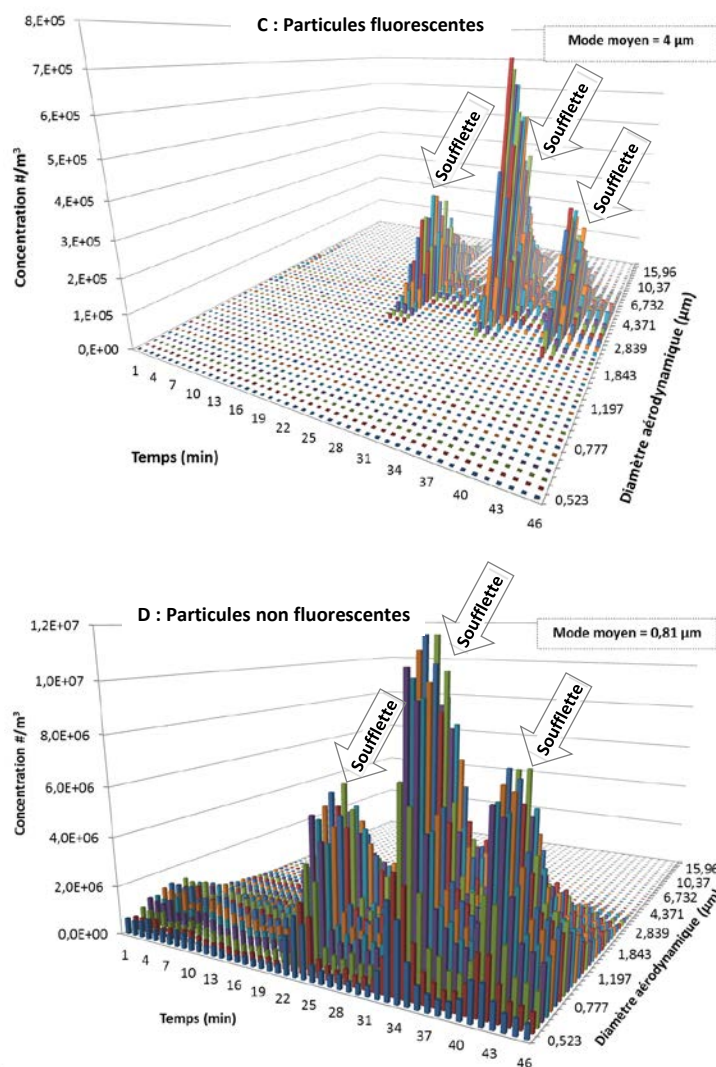 C : Particules fluorescentes
Mode moyen = 4 µm
8,E+05
7,E+05
6,E+05
5,E+05
4,E+05
3,E+05
2,E+05
1,E+05
0,E+00
Concentration #/m³
Soufflette
Soufflette
Soufflette
1
4
7
10
13
16
19
22
25
28
31
34
37
40
43
46
Temps (min)
15,96
10,37
6,732
4,371
2,839
1,843
1,197
0,777
0,523
Diamètre aérodynamique (µm)
D : Particules non fluorescentes
Mode moyen = 0,81 µm
1,2E+07
1,0E+07
8,0E+06
6,0E+06
4,0E+06
2,0E+06
0,0E+00
Concentration #/m³
Soufflette
Soufflette
Soufflette
1
4
7
10
13
16
19
22
25
28
31
34
37
40
43
46
Temps (min)
15,96
10,37
6,732
4,371
2,839
1,843
1,197
0,777
0,523
Diamètre aérodynamique (µm)